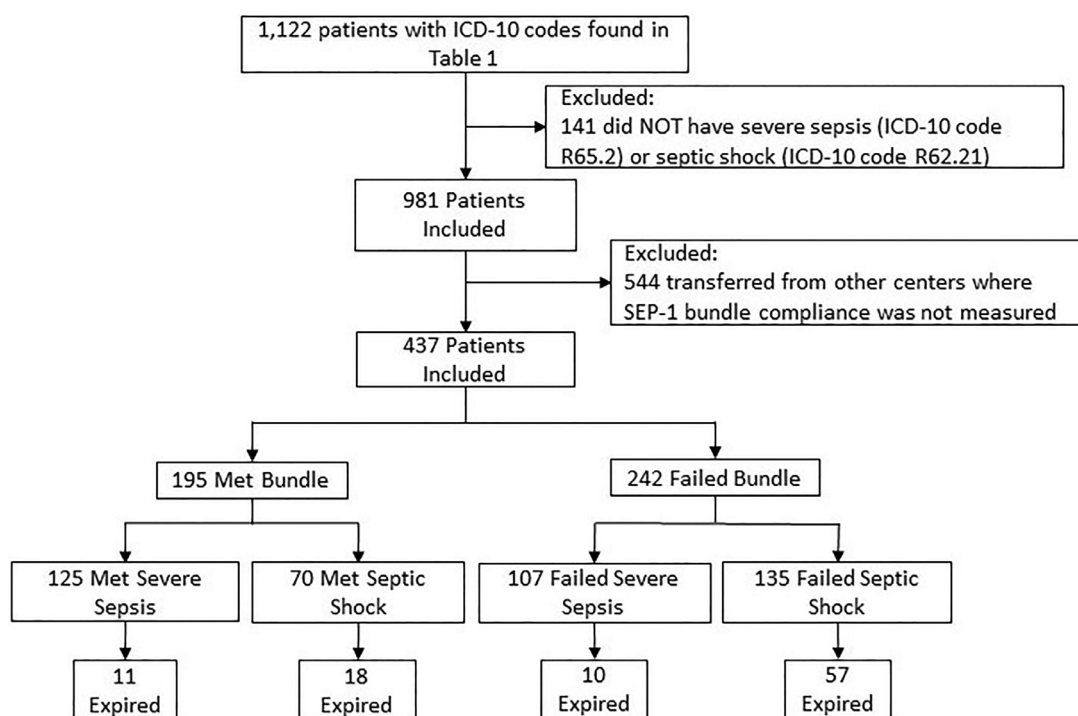 1,122 patients with ICD-10 codes found in
Table 1
Excluded:
141 did NOT have severe sepsis (ICD-10 code
R65.2) or septic shock (ICD-10 code R62.21)
981 Patients
Included
Excluded:
544 transferred from other centers where
SEP-1 bundle compliance was not measured
437 Patients
Included
195 Met Bundle
242 Failed Bundle
125 Met Severe
Sepsis
70 Met Septic
Shock
107 Failed Severe
Sepsis
135 Failed Septic
Shock
11
Expired
18
Expired
10
Expired
57
Expired